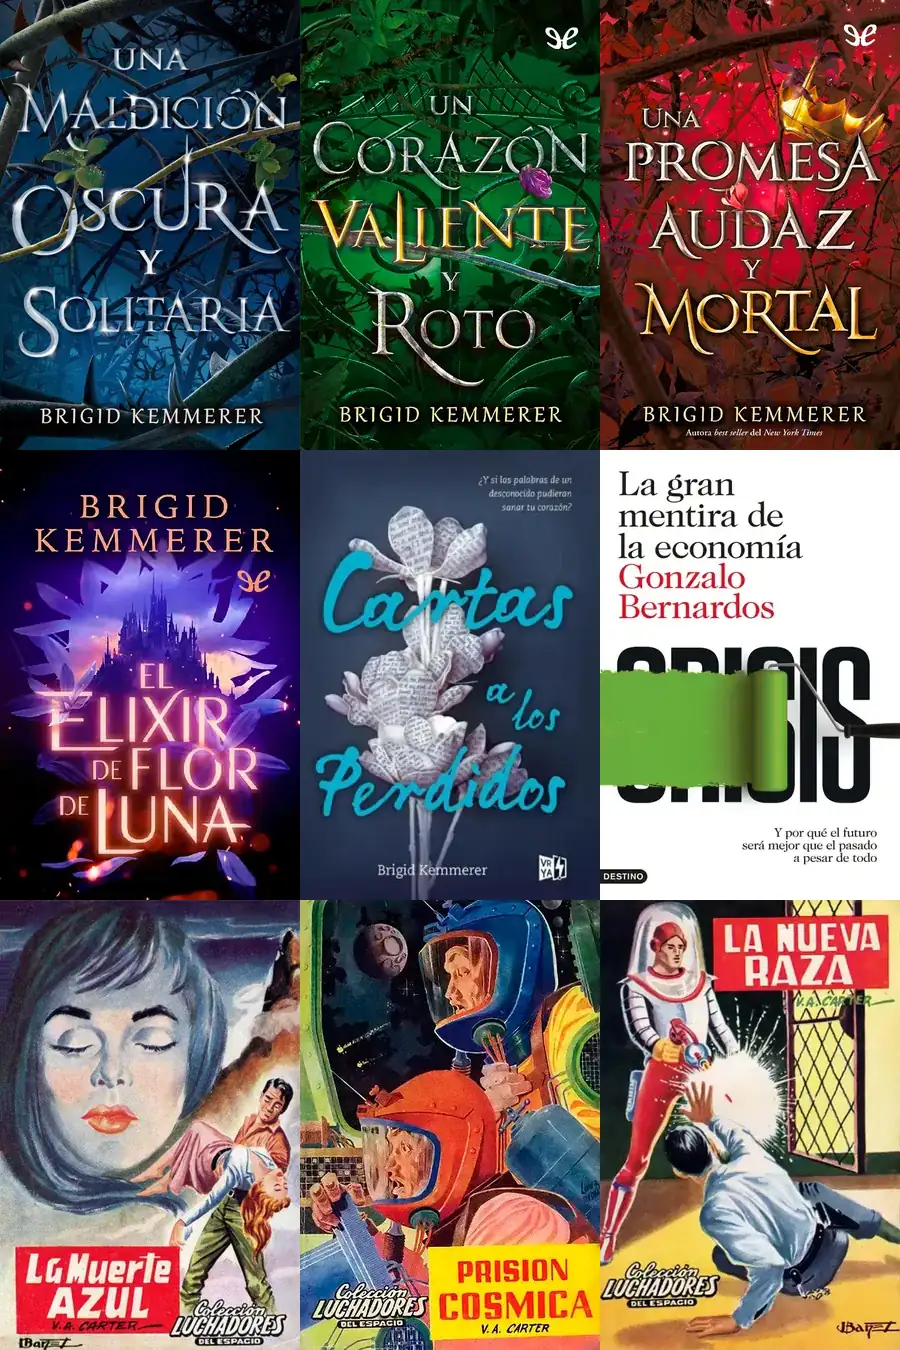 UNA
MALDICIÓN
OSCURA
Y
SOLITARIA
BRIGID KEMMERER
UN
CORAZÓN
VALIENTE
Y
ROTO
BRIGID KEMMERER
UNA
PROMESA
AUDAZ
Y
MORTAL
BRIGID KEMMERER
Autora best seller del New York Times
BRIGID
KEMMERER
EL
ELIXIR
DE FLOR
DE LUNA
¿Y si las palabras de un
desconocido pudieran
sanar tu corazón?
Cartas
a los
Perdidos
Brigid Kemmerer
VR
YA
La gran
mentira de
la economía
Gonzalo
Bernardos
CRISIS
Y por qué el futuro
será mejor que el pasado
a pesar de todo
DESTINO
La Muerte
AZUL
V. A. CARTER
Colección
LUCHADORES
DEL ESPACIO
PRISION
COSMICA
V. A. CARTER
Colección
LUCHADORES
DEL ESPACIO
LA NUEVA
RAZA
V. A. CARTER
Colección
LUCHADORES
DEL ESPACIO